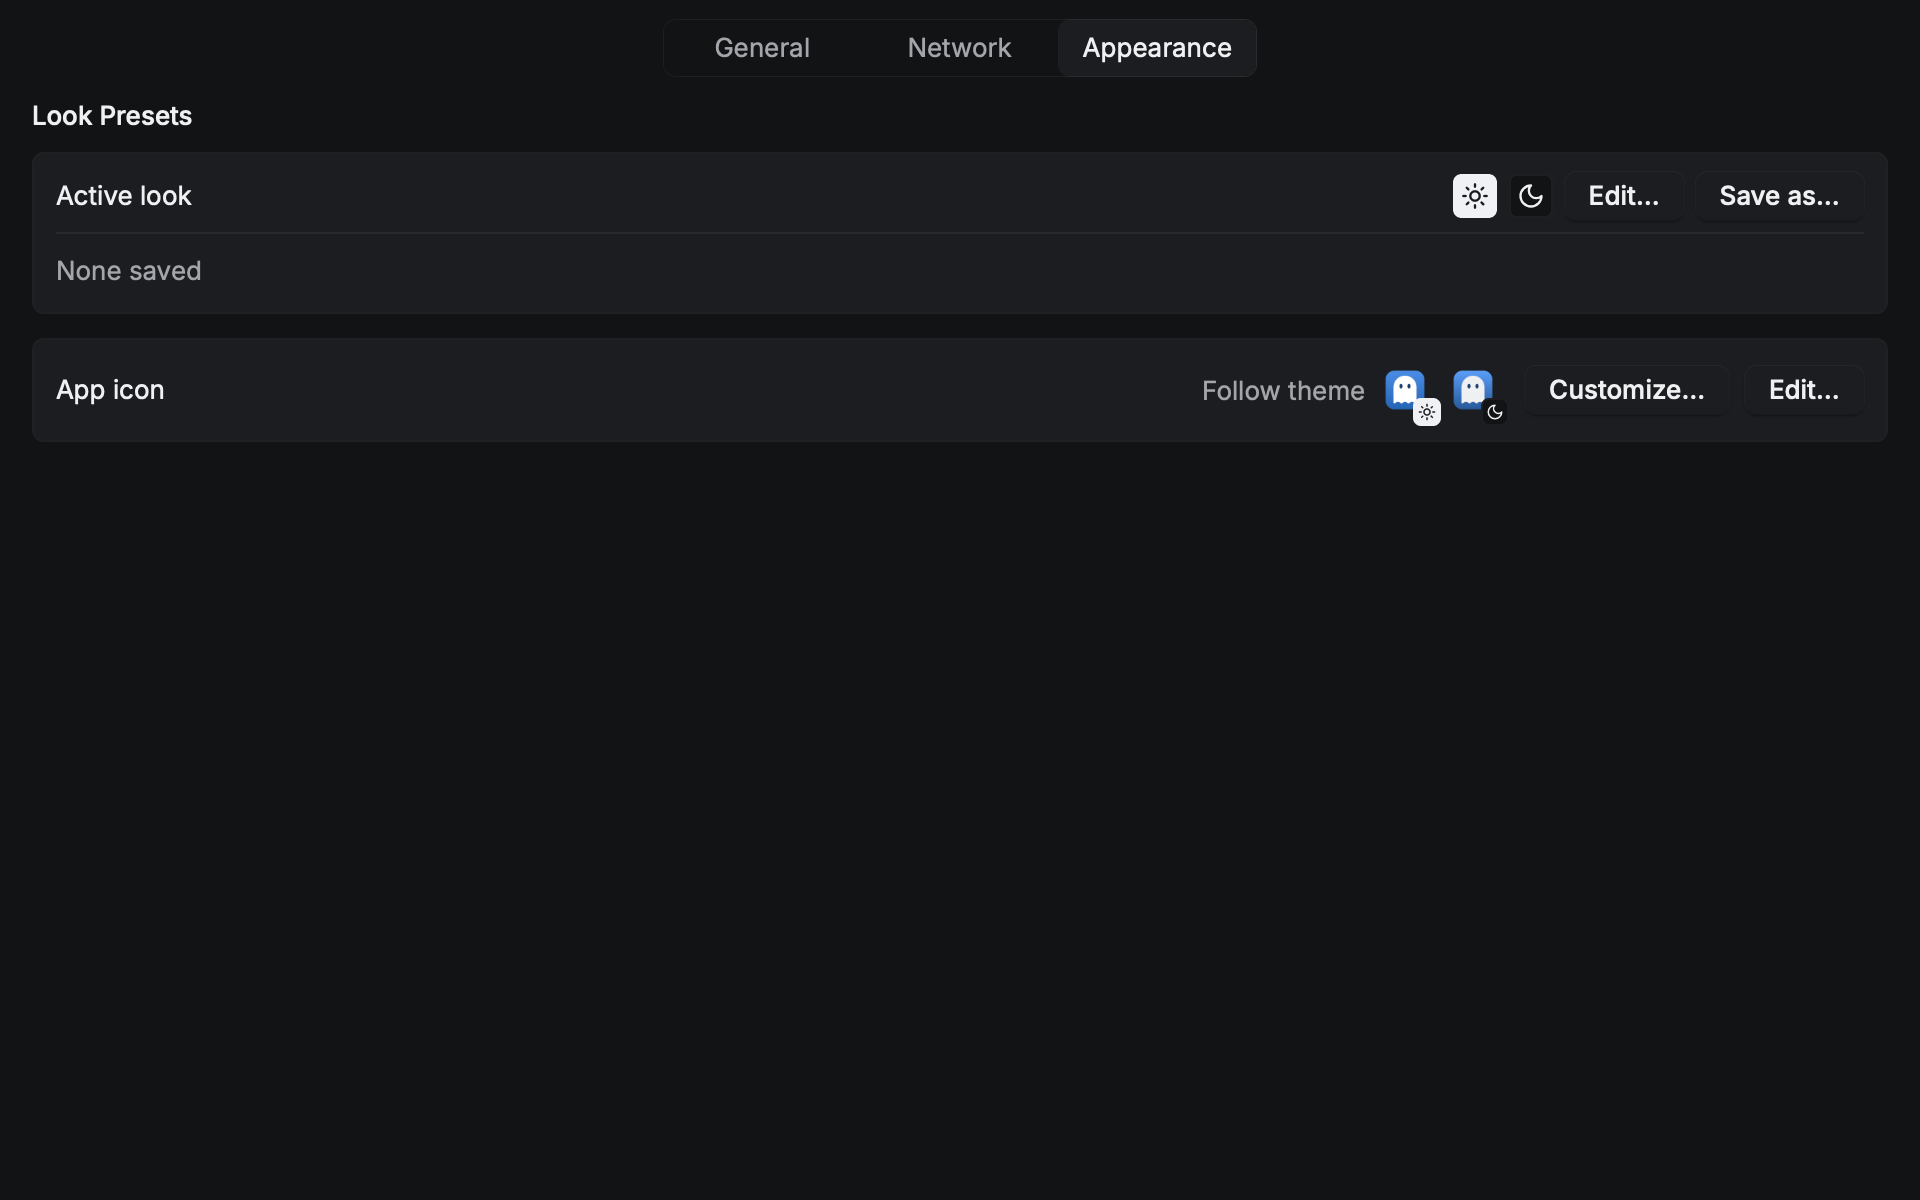 General Network Appearance
Look Presets
Active look Edit... Save as...
None saved
App icon Follow theme Customize... Edit...